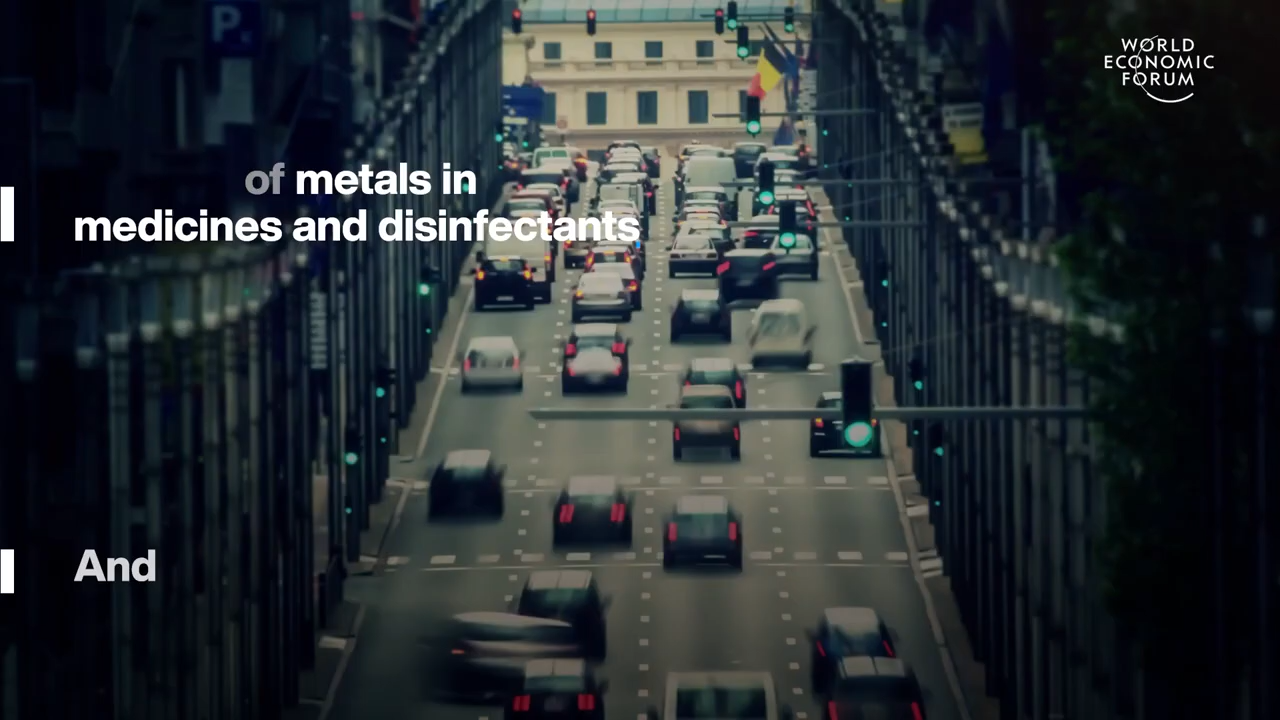 P
WORLD
ECONOMIC
FORUM
of metals in
medicines and disinfectants
And